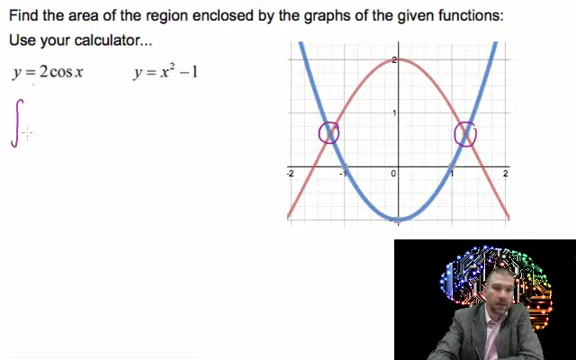 Find the area of the region enclosed by the graphs of the given functions:
Use your calculator...
y = 2cos x y = x² − 1
2
1
-2 -1 0 1 2
-1
∫